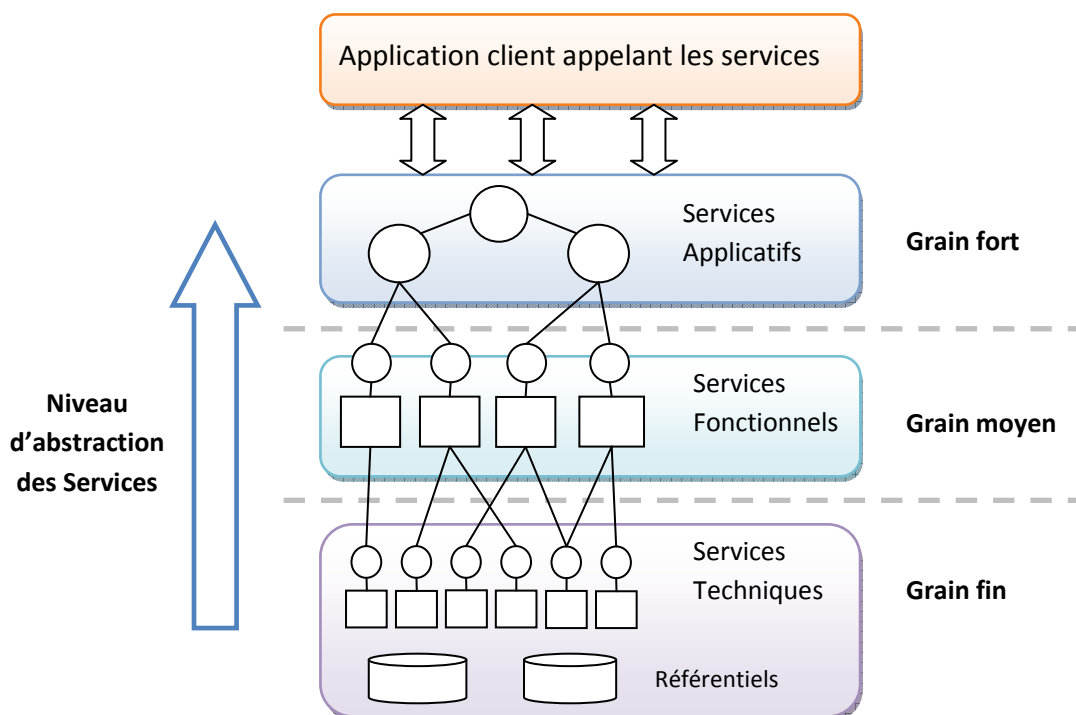 Application client appelant les services
Services
Applicatifs
Grain fort
Niveau
d’abstraction
des Services
Services
Fonctionnels
Grain moyen
Services
Techniques
Grain fin
Référentiels